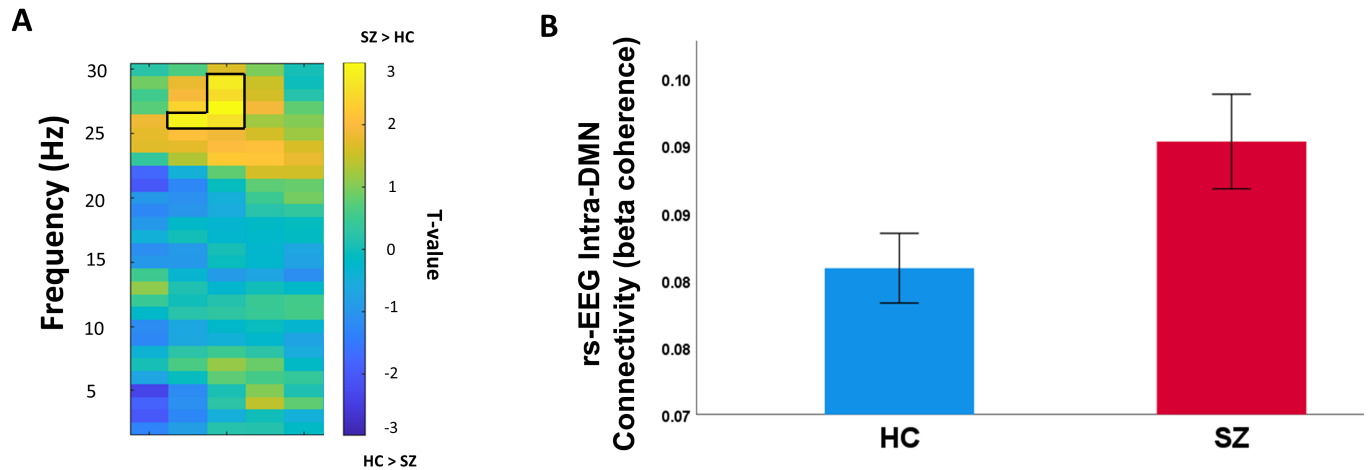 A
SZ > HC
Frequency (Hz)
30
25
20
15
10
5
3
2
1
0
-1
-2
-3
T-value
HC > SZ
B
rs-EEG Intra-DMN
Connectivity (beta coherence)
0.10
0.09
0.09
0.08
0.08
0.07
HC
SZ